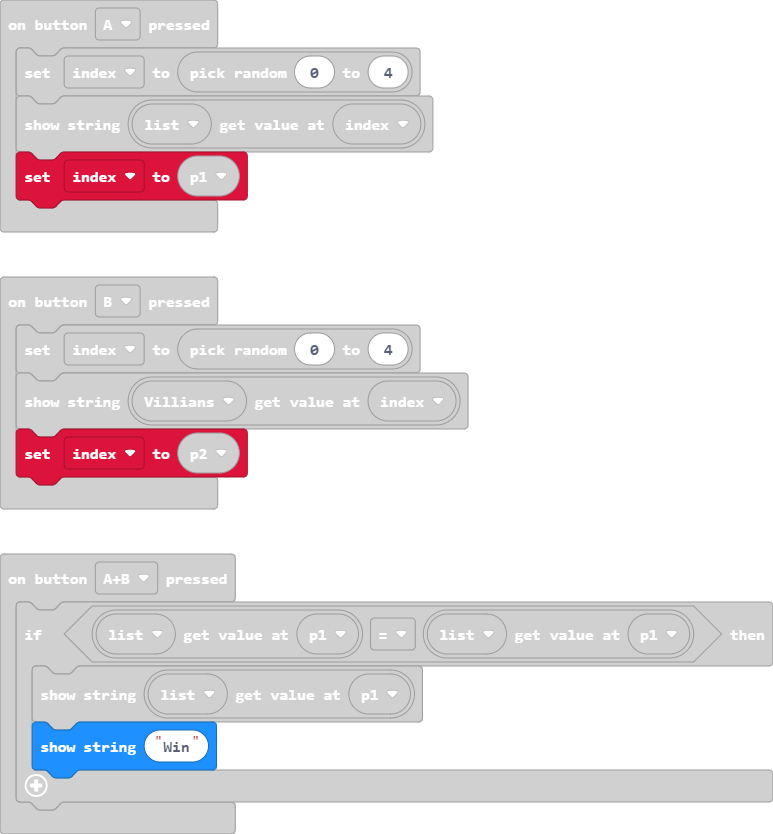 on button A pressed
set index to pick random 0 to 4
show string list get value at index
set index to p1
on button B pressed
set index to pick random 0 to 4
show string Villians get value at index
set index to p2
on button A+B pressed
if list get value at p1 = list get value at p1 then
show string list get value at p1
show string "Win"